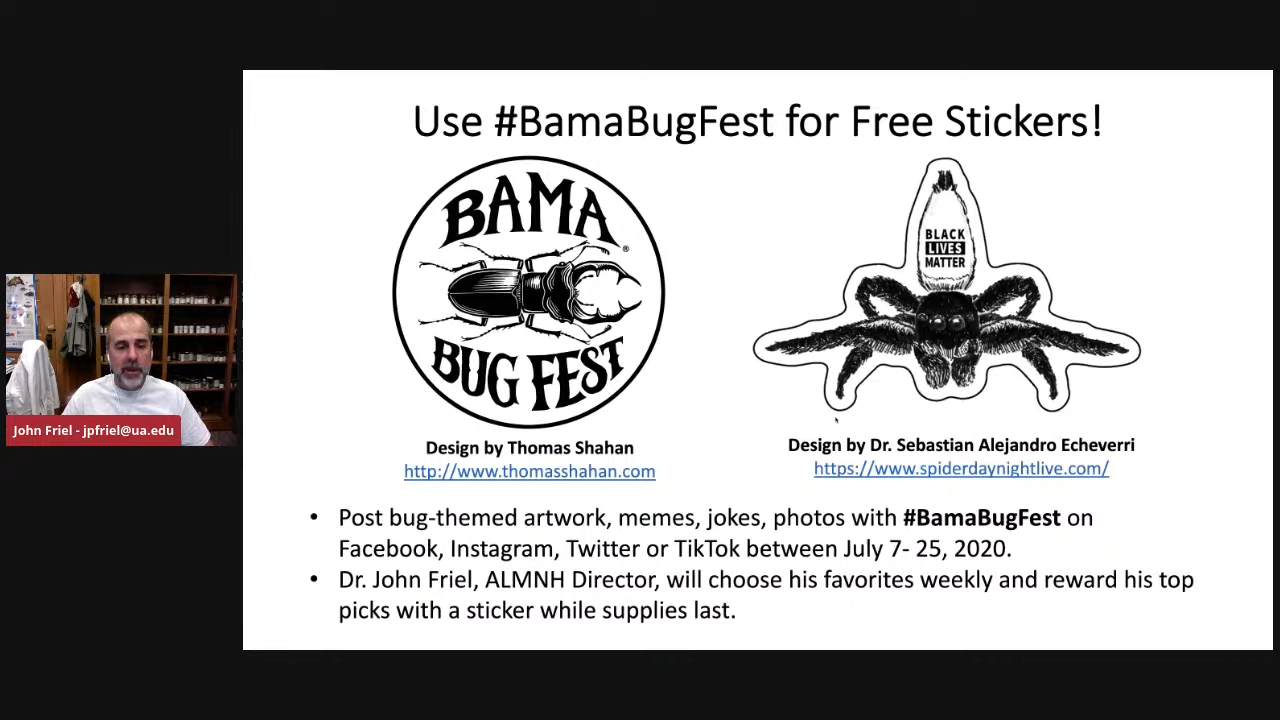 Use #BamaBugFest for Free Stickers!
BAMA
BUG FEST
®
BLACK
LIVES
MATTER
Design by Thomas Shahan
http://www.thomasshahan.com
Design by Dr. Sebastian Alejandro Echeverri
https://www.spiderdaynightlive.com/
• Post bug-themed artwork, memes, jokes, photos with #BamaBugFest on
Facebook, Instagram, Twitter or TikTok between July 7- 25, 2020.
• Dr. John Friel, ALMNH Director, will choose his favorites weekly and reward his top
picks with a sticker while supplies last.
John Friel - jpfriel@ua.edu